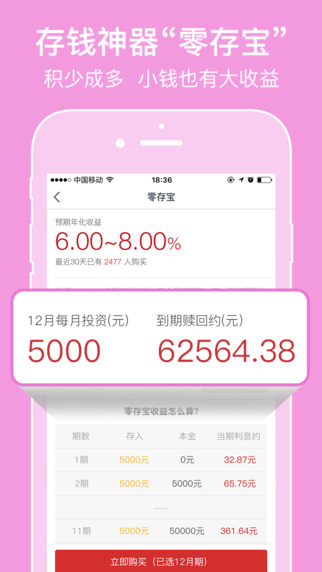 存钱神器“零存宝”
积少成多 小钱也有大收益
中国移动 18:36
零存宝
预期年化收益
6.00~8.00%
最近30天已有 2477 人购买
12月每月投资(元) 到期赎回约(元)
5000 62564.38
零存宝收益怎么算?
期数 存入 本金 当期利息约
1期 5000元 0元 32.87元
2期 5000元 5000元 65.75元
......
11期 5000元 50000元 361.64元
立即购买（已选12月期）